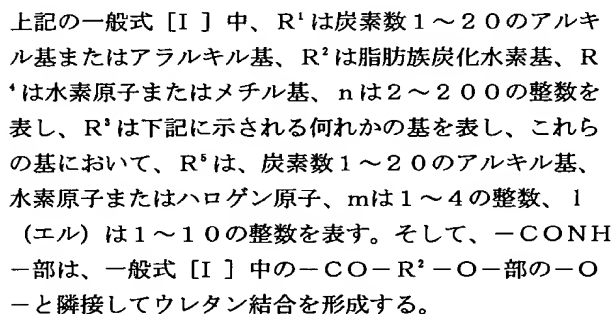 上記の一般式［Ｉ］中、Ｒ¹は炭素数１～２０のアルキ
ル基またはアラルキル基、Ｒ²は脂肪族炭化水素基、Ｒ
⁴は水素原子またはメチル基、ｎは２～２００の整数を
表し、Ｒ³は下記に示される何れかの基を表し、これら
の基において、Ｒ⁵は、炭素数１～２０のアルキル基、
水素原子またはハロゲン原子、ｍは１～４の整数、ｌ
（エル）は１～１０の整数を表す。そして、－ＣＯＮＨ
－部は、一般式［Ｉ］中の－ＣＯ－Ｒ²－Ｏ－部の－Ｏ
－と隣接してウレタン結合を形成する。